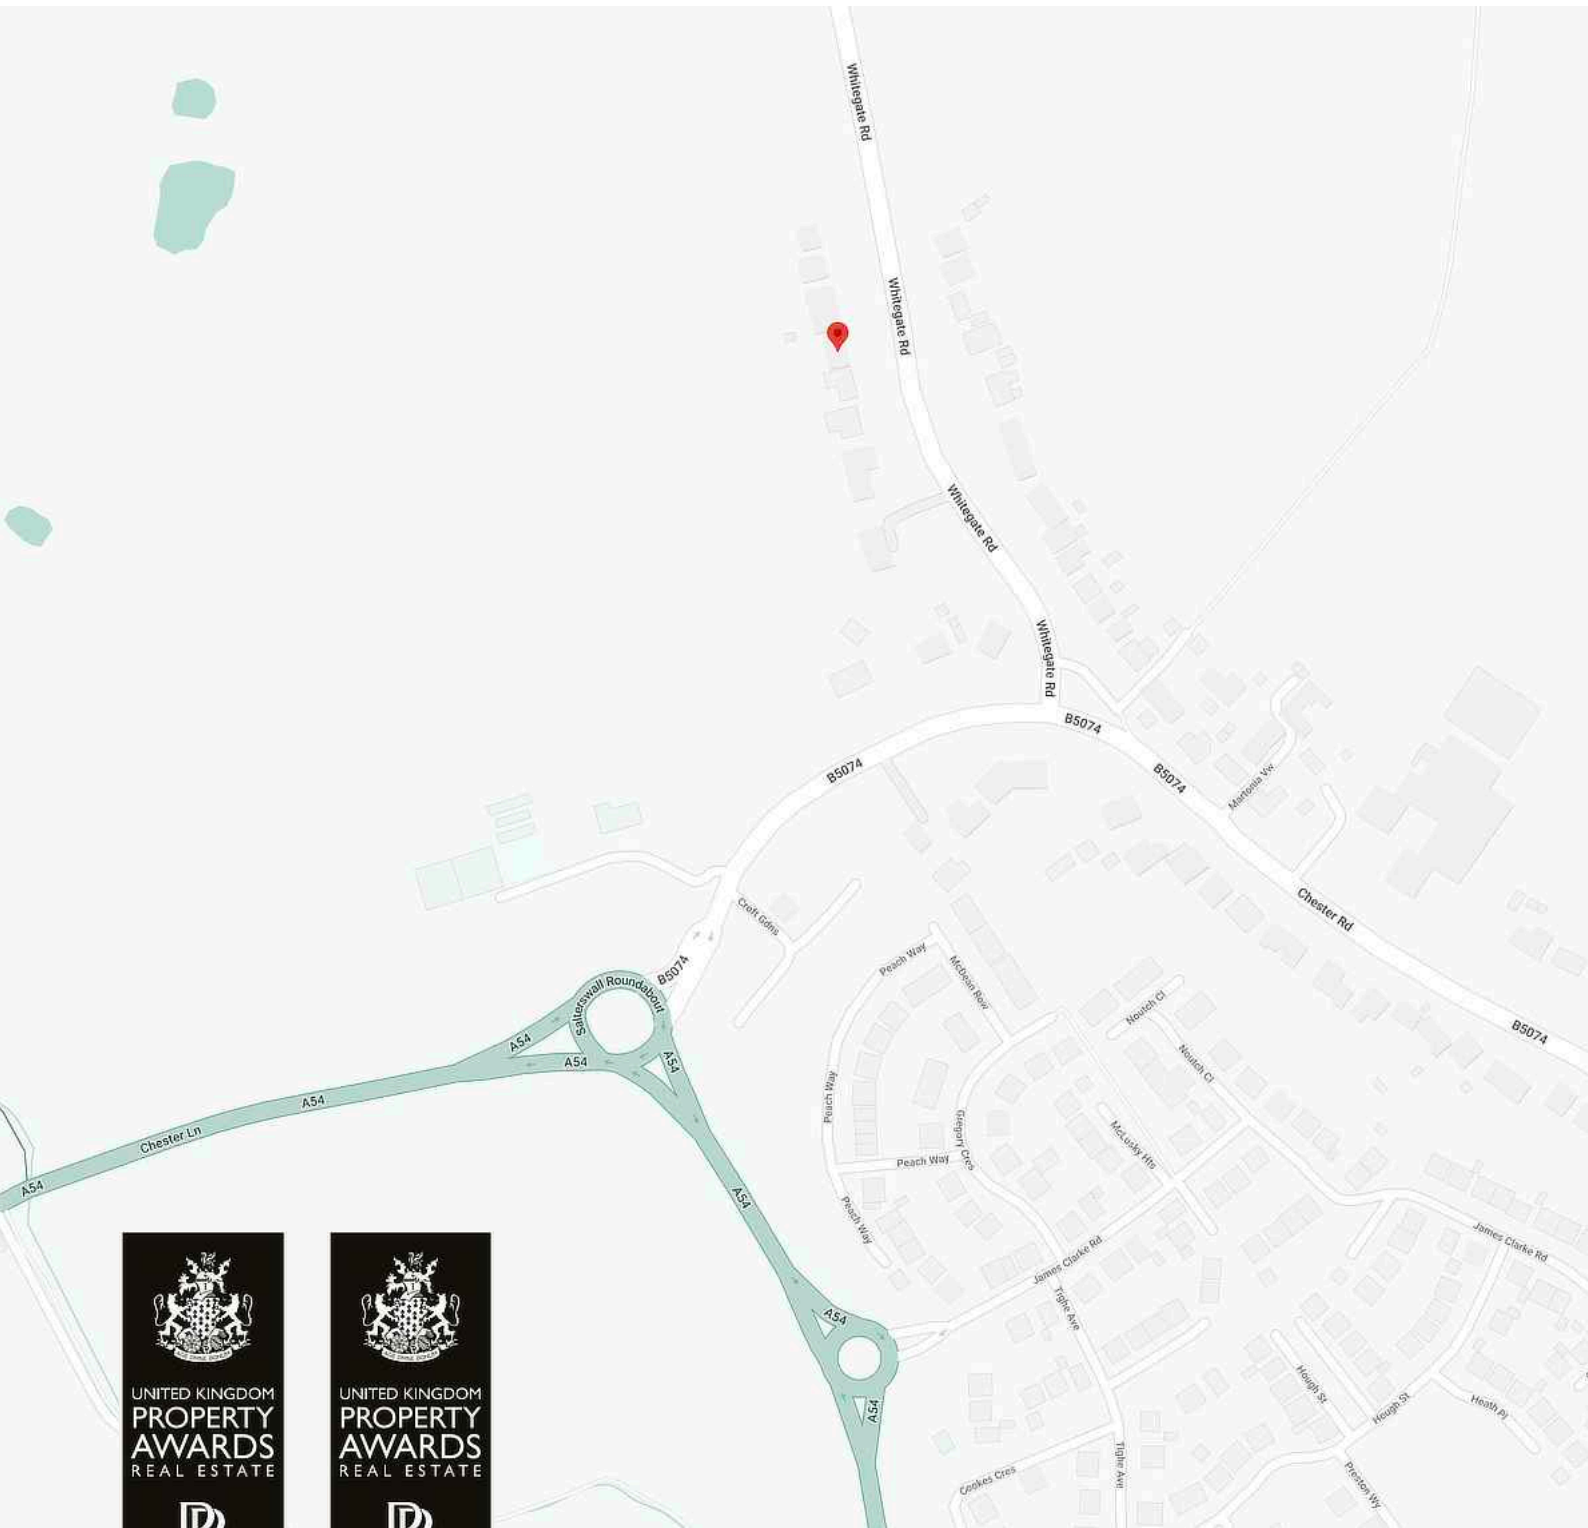 Whitegate Rd
Whitegate Rd
Whitegate Rd
Whitegate Rd
B5074
B5074
B5074
Martonia Vw
Chester Rd
Croft Gdns
Peach Way
McBean Row
B5074
Salterswall Roundabout
Noutch Cl
B5074
A54
A54
A54
Noutch Cl
A54
Peach Way
Gregory Cres
McLusky Hts
Chester Ln
Peach Way
A54
A54
Peach Way
James Clarke Rd
James Clarke Rd
Tighe Ave
A54
Hough St
Hough St
Heath Pl
A54
Tighe Ave
Cookes Cres
Preston Wy
UNITED KINGDOM
PROPERTY
AWARDS
REAL ESTATE
UNITED KINGDOM
PROPERTY
AWARDS
REAL ESTATE